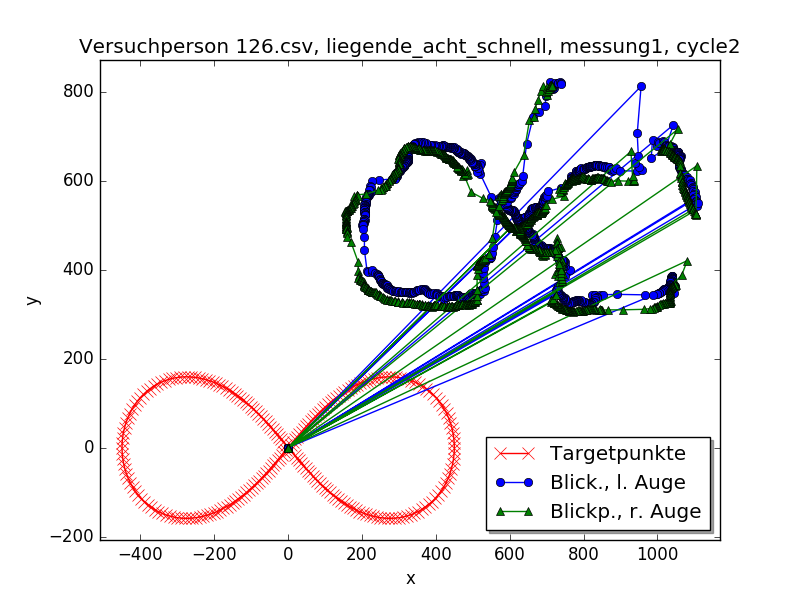 Versuchperson 126.csv, liegende_acht_schnell, messung1, cycle2
800
600
400
200
0
−200
y
−400
−200
0
200
400
600
800
1000
x
Targetpunkte
Blick., l. Auge
Blickp., r. Auge